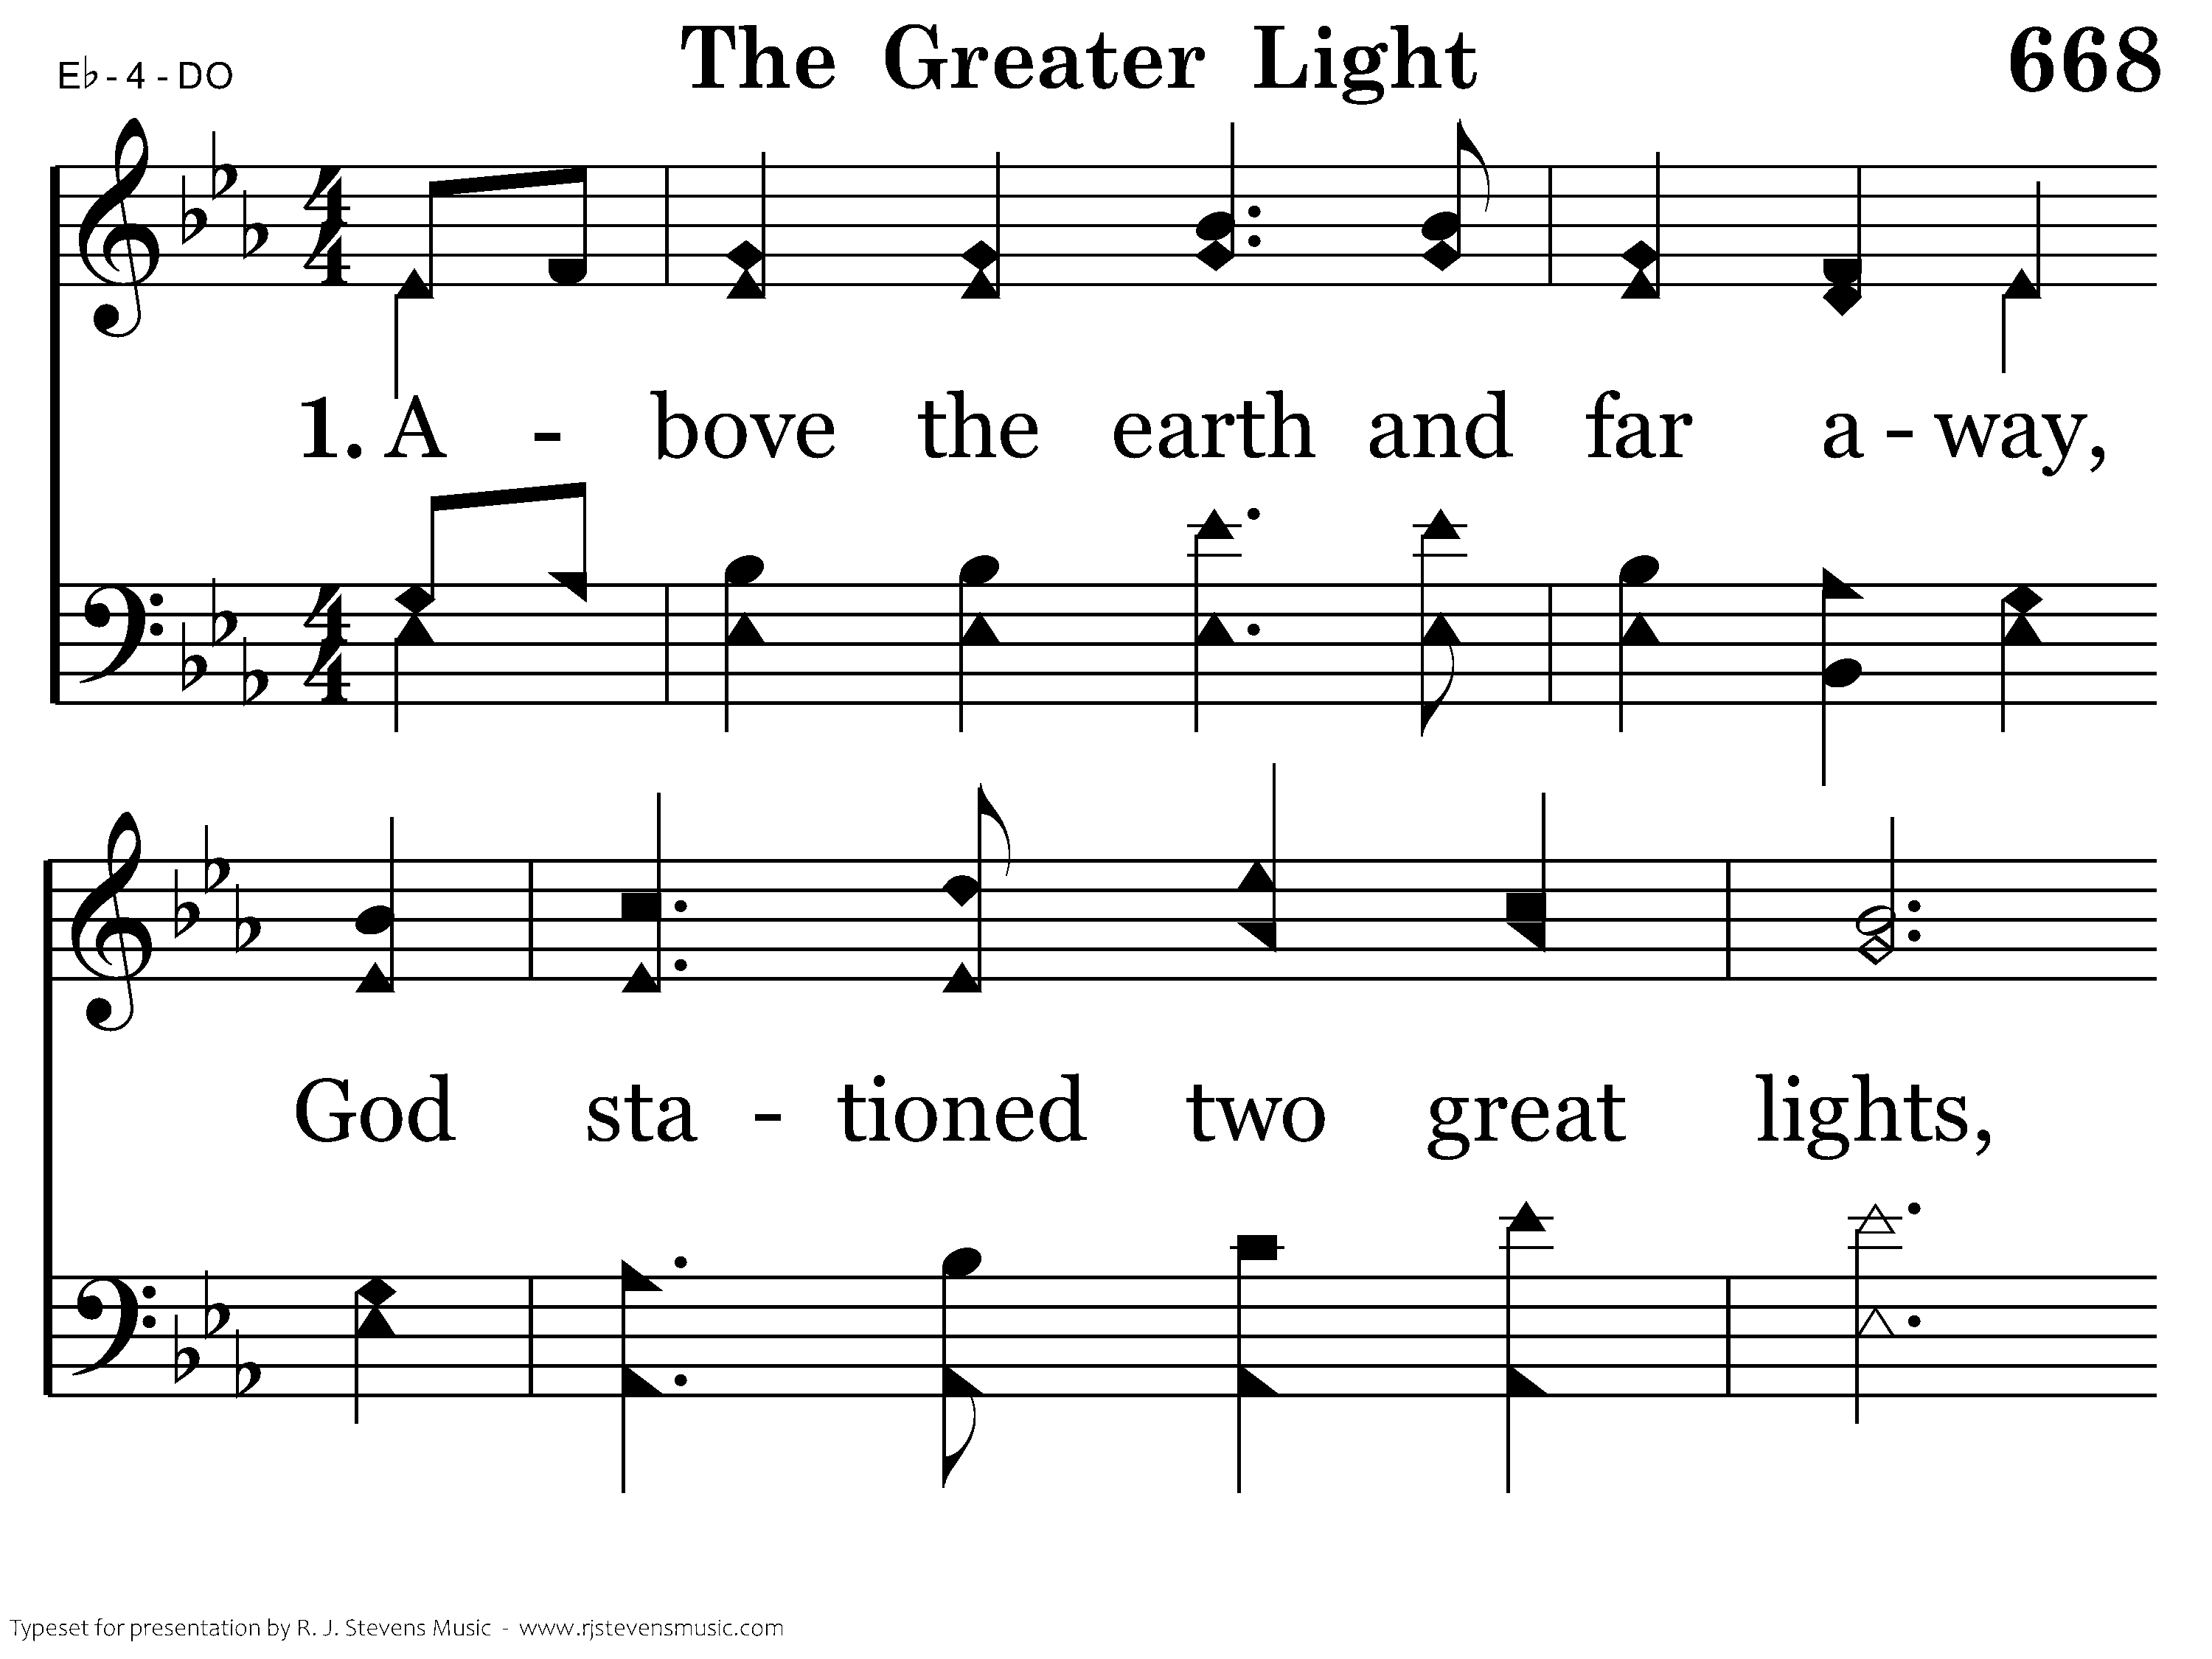 The Greater Light 668
E♭ - 4 - DO
1. A - bove the earth and far a - way,
God sta - tioned two great lights,
Typeset for presentation by R. J. Stevens Music - www.rjstevensmusic.com